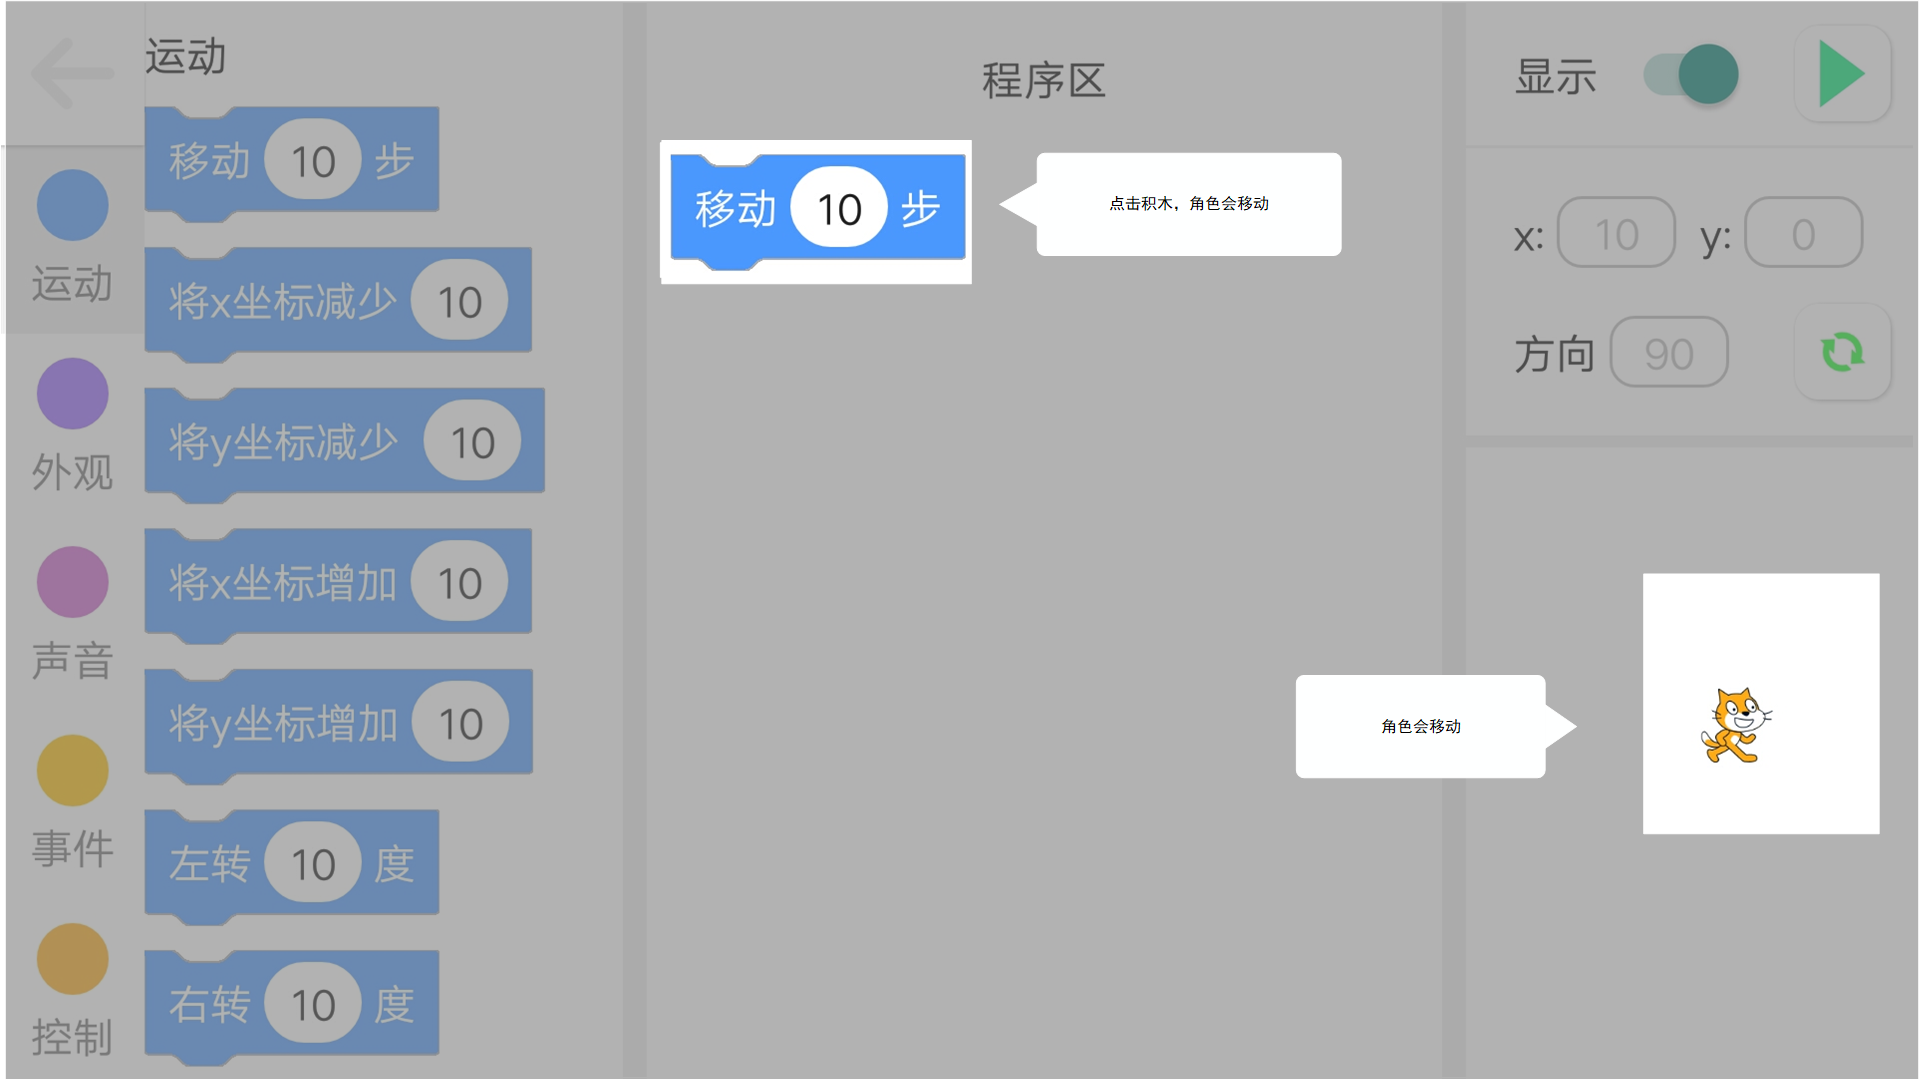 运动
外观
声音
事件
控制
运动
移动 10 步
将x坐标减少 10
将y坐标减少 10
将x坐标增加 10
将y坐标增加 10
左转 10 度
右转 10 度
程序区
移动 10 步
点击积木，角色会移动
角色会移动
显示
x: 10 y: 0
方向 90